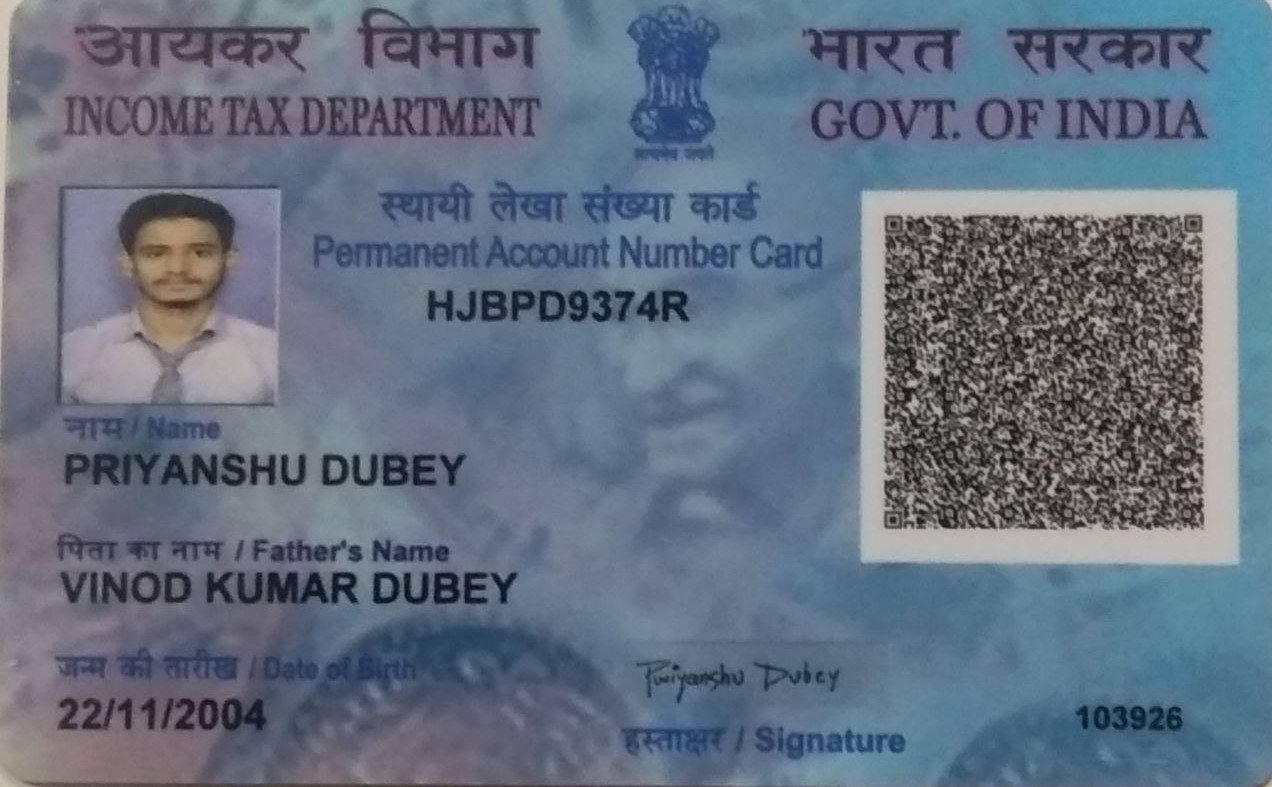 आयकर विभाग
INCOME TAX DEPARTMENT
भारत सरकार
GOVT. OF INDIA
सत्यमेव जयते
स्थायी लेखा संख्या कार्ड
Permanent Account Number Card
HJBPD9374R
नाम / Name
PRIYANSHU DUBEY
पिता का नाम / Father's Name
VINOD KUMAR DUBEY
जन्म की तारीख / Date of Birth
22/11/2004
Priyanshu Dubey
हस्ताक्षर / Signature
103926